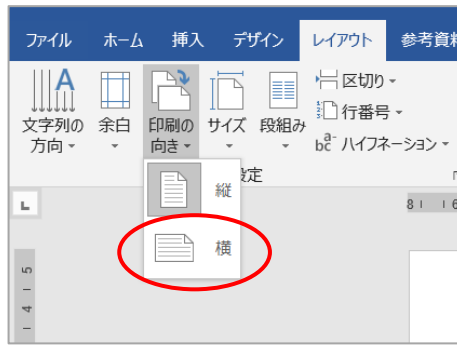 ファイル ホーム 挿入 デザイン レイアウト 参考資料
文字列の方向 余白 印刷の向き サイズ 段組み
区切り
行番号
ハイフネーション
縦
横